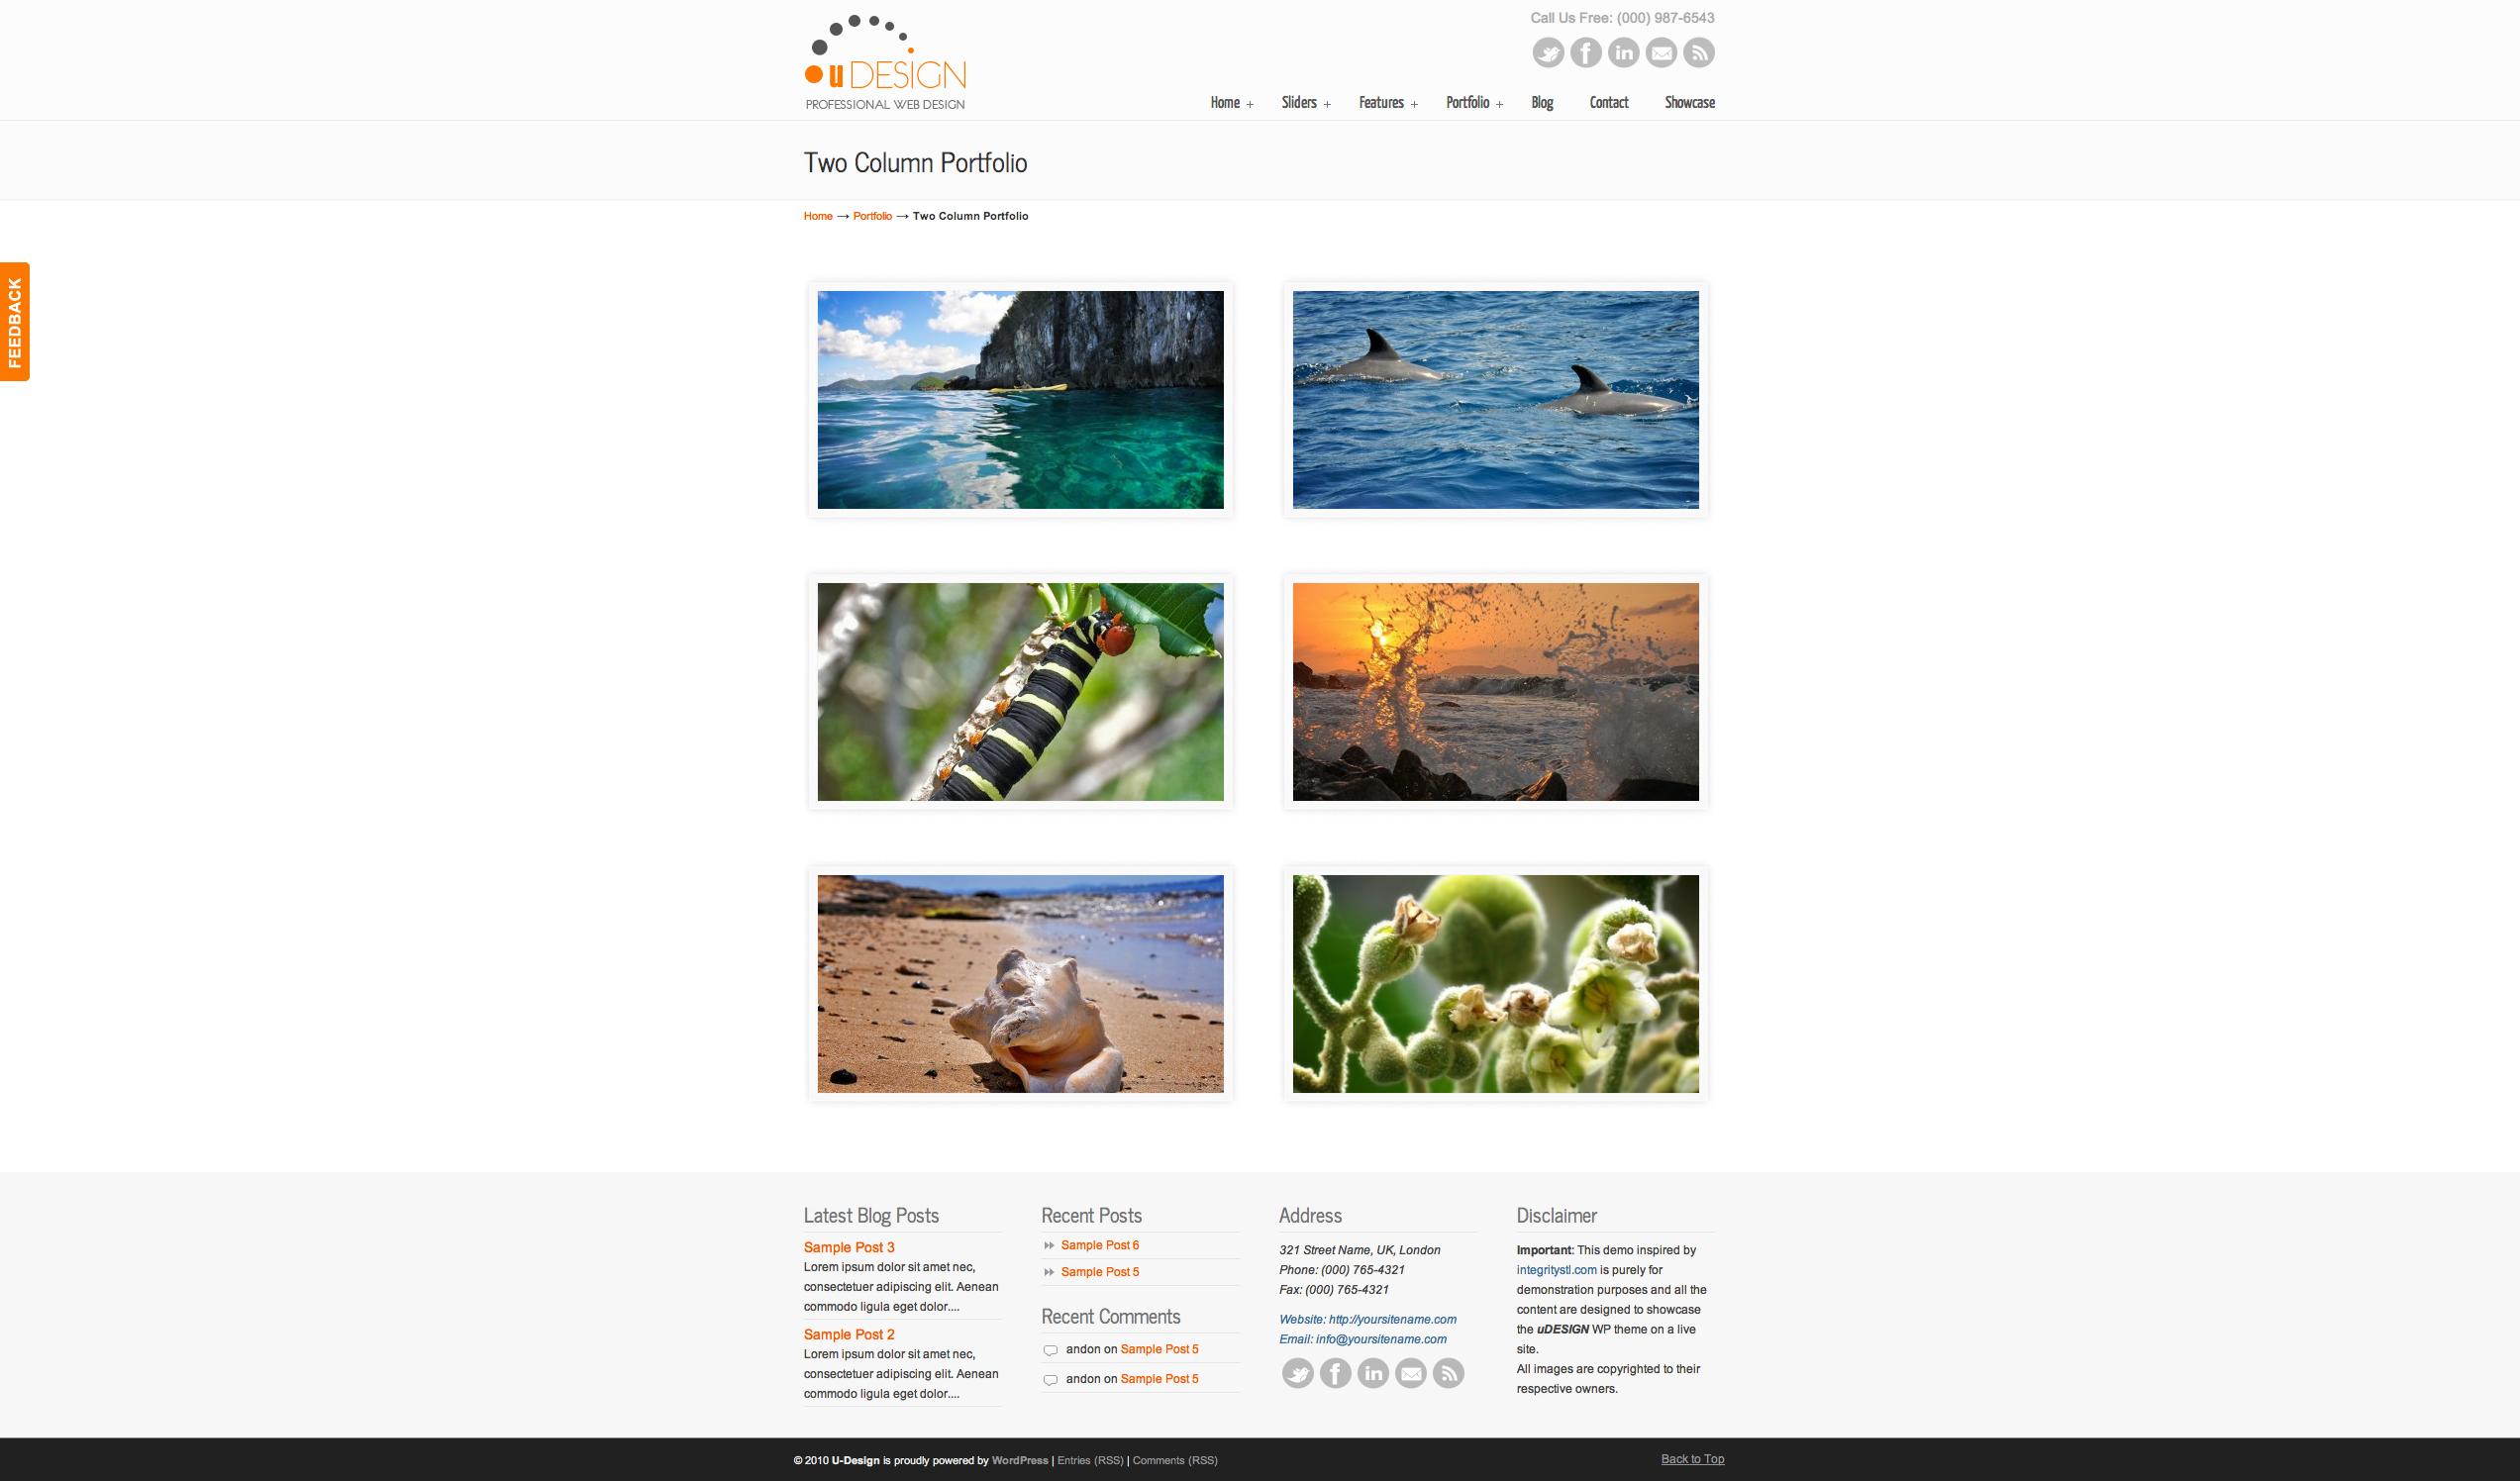 Call Us Free: (000) 987-6543
uDESIGN
PROFESSIONAL WEB DESIGN
Home + Sliders + Features + Portfolio + Blog Contact Showcase
Two Column Portfolio
Home → Portfolio → Two Column Portfolio
FEEDBACK
Latest Blog Posts
Sample Post 3
Lorem ipsum dolor sit amet nec,
consectetuer adipiscing elit. Aenean
commodo ligula eget dolor....
Sample Post 2
Lorem ipsum dolor sit amet nec,
consectetuer adipiscing elit. Aenean
commodo ligula eget dolor....
Recent Posts
Sample Post 6
Sample Post 5
Recent Comments
andon on Sample Post 5
andon on Sample Post 5
Address
321 Street Name, UK, London
Phone: (000) 765-4321
Fax: (000) 765-4321
Website: http://yoursitename.com
Email: info@yoursitename.com
Disclaimer
Important: This demo inspired by
integritystl.com is purely for
demonstration purposes and all the
content are designed to showcase
the uDESIGN WP theme on a live
site.
All images are copyrighted to their
respective owners.
© 2010 U-Design is proudly powered by WordPress | Entries (RSS) | Comments (RSS)
Back to Top